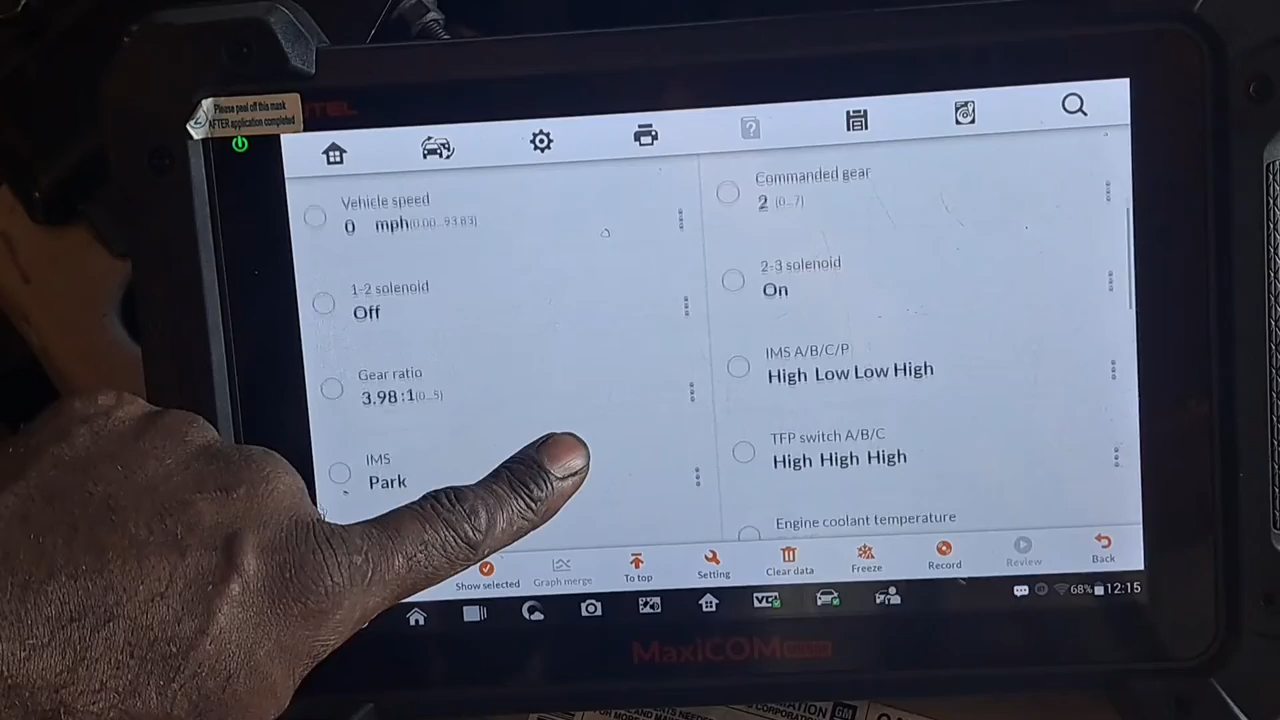 Please peel off this mask
AFTER application completed
TEL
Vehicle speed
0 mph(0.00...93.83)
1-2 solenoid
Off
Gear ratio
3.98:1(0...5)
IMS
Park
Commanded gear
2 (0...7)
2-3 solenoid
On
IMS A/B/C/P
High Low Low High
TFP switch A/B/C
High High High
Engine coolant temperature
Show selected
Graph merge
To top
Setting
Clear data
Freeze
Record
Review
Back
VCI
68% 12:15
MaxiCOM
GM